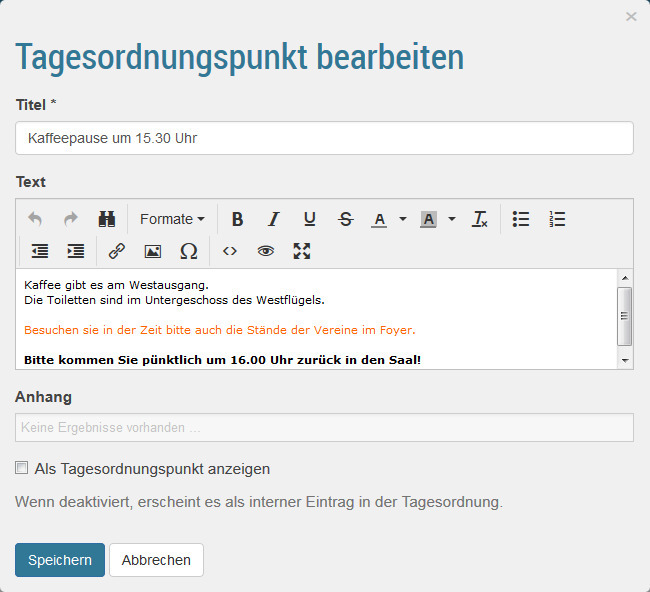 ×
Tagesordnungspunkt bearbeiten
Titel *
Kaffeepause um 15.30 Uhr
Text
Formate B I U S A A Tx
Ω <>
Kaffee gibt es am Westausgang.
Die Toiletten sind im Untergeschoss des Westflügels.
Besuchen sie in der Zeit bitte auch die Stände der Vereine im Foyer.
Bitte kommen Sie pünktlich um 16.00 Uhr zurück in den Saal!
Anhang
Keine Ergebnisse vorhanden ...
Als Tagesordnungspunkt anzeigen
Wenn deaktiviert, erscheint es als interner Eintrag in der Tagesordnung.
Speichern Abbrechen